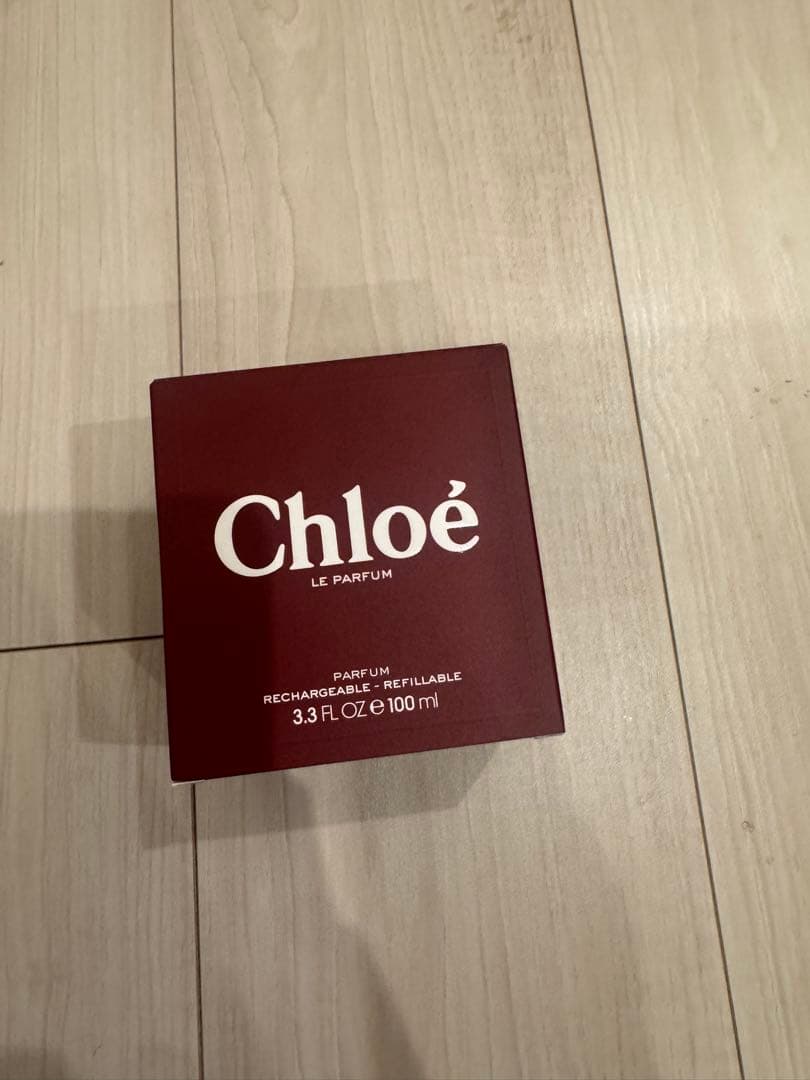 Chloé
LE PARFUM
PARFUM
RECHARGEABLE - REFILLABLE
3.3 FL OZ ℮ 100 ml